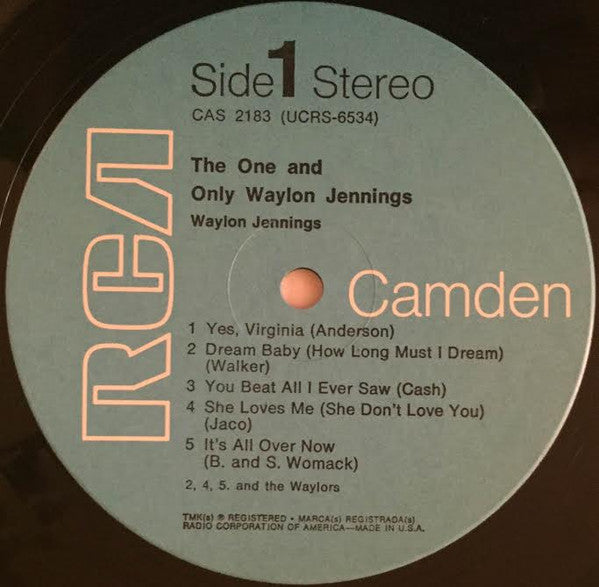 Side 1 Stereo
CAS 2183 (UCRS-6534)
The One and
Only Waylon Jennings
Waylon Jennings
RCA
Camden
1 Yes, Virginia (Anderson)
2 Dream Baby (How Long Must I Dream)
(Walker)
3 You Beat All I Ever Saw (Cash)
4 She Loves Me (She Don't Love You)
(Jaco)
5 It's All Over Now
(B. and S. Womack)
2, 4, 5. and the Waylors
TMK(s) ® REGISTERED • MARCA(s) REGISTRADA(s)
RADIO CORPORATION OF AMERICA—MADE IN U.S.A.